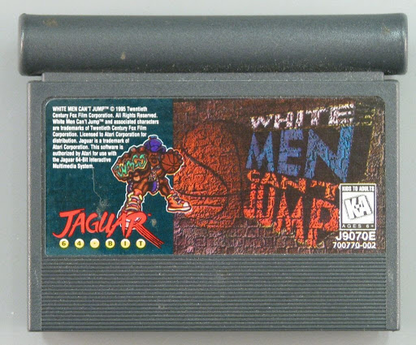 WHITE MEN CAN'T JUMP™ © 1995 Twentieth
Century Fox Film Corporation. All Rights Reserved.
White Men Can't Jump™ and associated characters
are trademarks of Twentieth Century Fox Film
Corporation. Licensed to Atari Corporation for
distribution. Jaguar is a trademark of
Atari Corporation. This software is
authorized by Atari for use with
the Jaguar 64-Bit Interactive
Multimedia System.
JAGUAR
64-BIT
WHITE
MEN
CAN'T
JUMP
KIDS TO ADULTS
K-A
AGES 6+
J9070E
700770-002